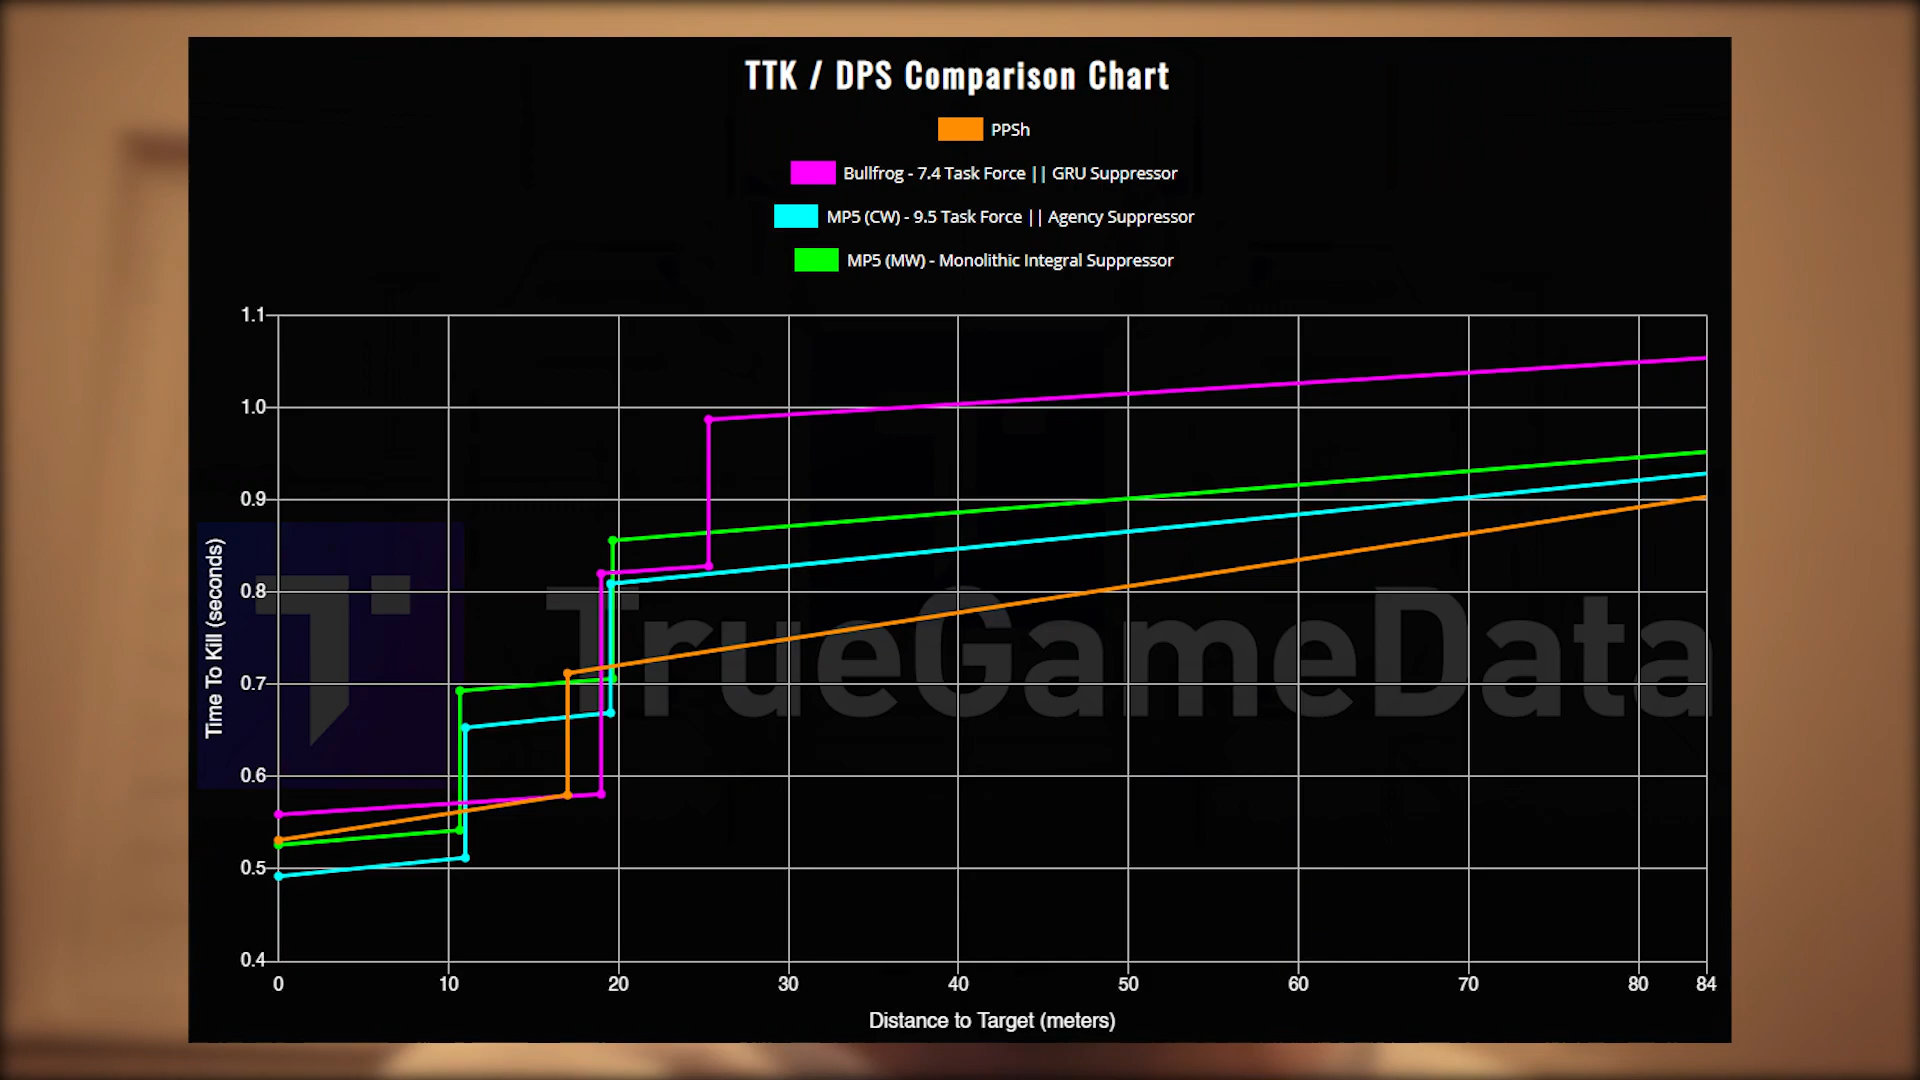 TTK / DPS Comparison Chart
PPSh
Bullfrog - 7.4 Task Force || GRU Suppressor
MP5 (CW) - 9.5 Task Force || Agency Suppressor
MP5 (MW) - Monolithic Integral Suppressor
1.1
1.0
0.9
0.8
0.7
0.6
0.5
0.4
Time To Kill (seconds)
TrueGameData
0 10 20 30 40 50 60 70 80 84
Distance to Target (meters)